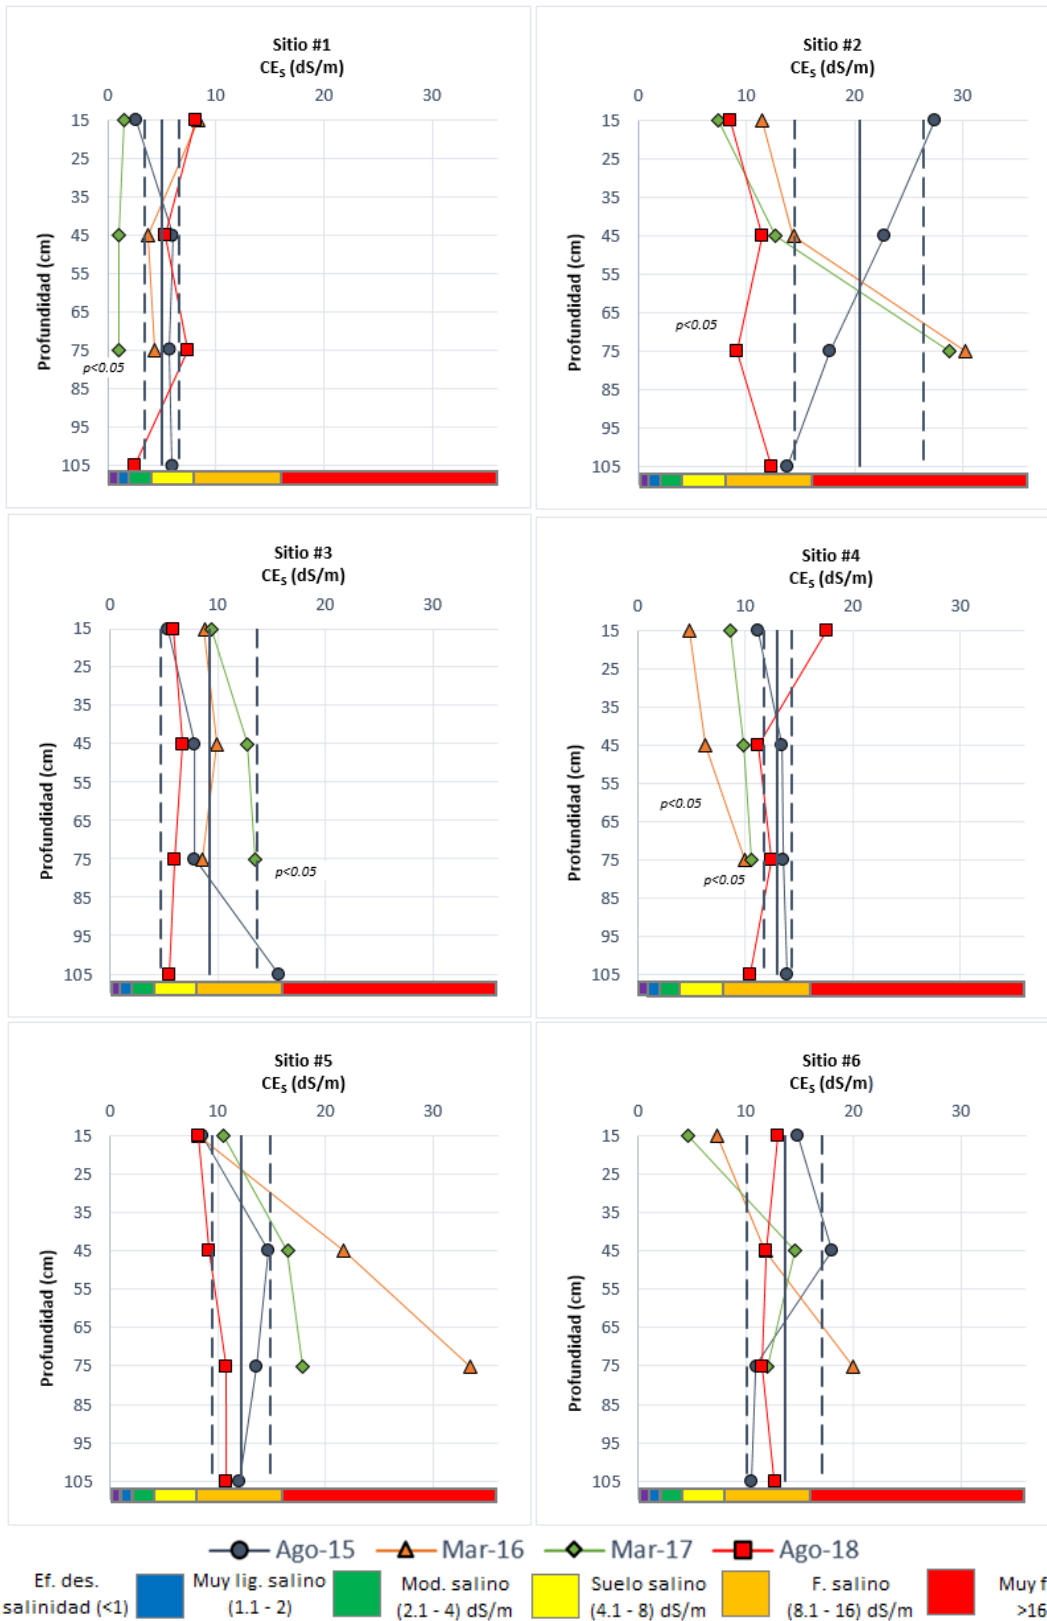 Sitio #1
CEs (dS/m)
0 10 20 30
15
25
35
45
55
65
75
85
95
105
Profundidad (cm)
p<0.05
Sitio #2
CEs (dS/m)
0 10 20 30
15
25
35
45
55
65
75
85
95
105
Profundidad (cm)
p<0.05
Sitio #3
CEs (dS/m)
0 10 20 30
15
25
35
45
55
65
75
85
95
105
Profundidad (cm)
p<0.05
Sitio #4
CEs (dS/m)
0 10 20 30
15
25
35
45
55
65
75
85
95
105
Profundidad (cm)
p<0.05
p<0.05
Sitio #5
CEs (dS/m)
0 10 20 30
15
25
35
45
55
65
75
85
95
105
Profundidad (cm)
Sitio #6
CEs (dS/m)
0 10 20 30
15
25
35
45
55
65
75
85
95
105
Profundidad (cm)
Ago-15 Mar-16 Mar-17 Ago-18
Ef. des. Muy lig. salino Mod. salino Suelo salino F. salino Muy f
salinidad (<1) (1.1 - 2) (2.1 - 4) dS/m (4.1 - 8) dS/m (8.1 - 16) dS/m >16